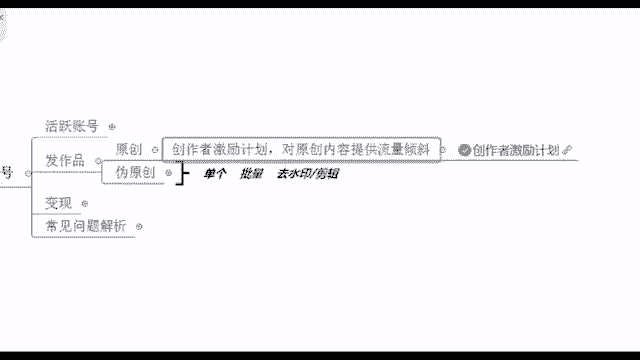 活跃账号
原创 创作者激励计划，对原创内容提供流量倾斜 创作者激励计划
发作品
号
伪原创 单个 批量 去水印/剪辑
变现
常见问题解析